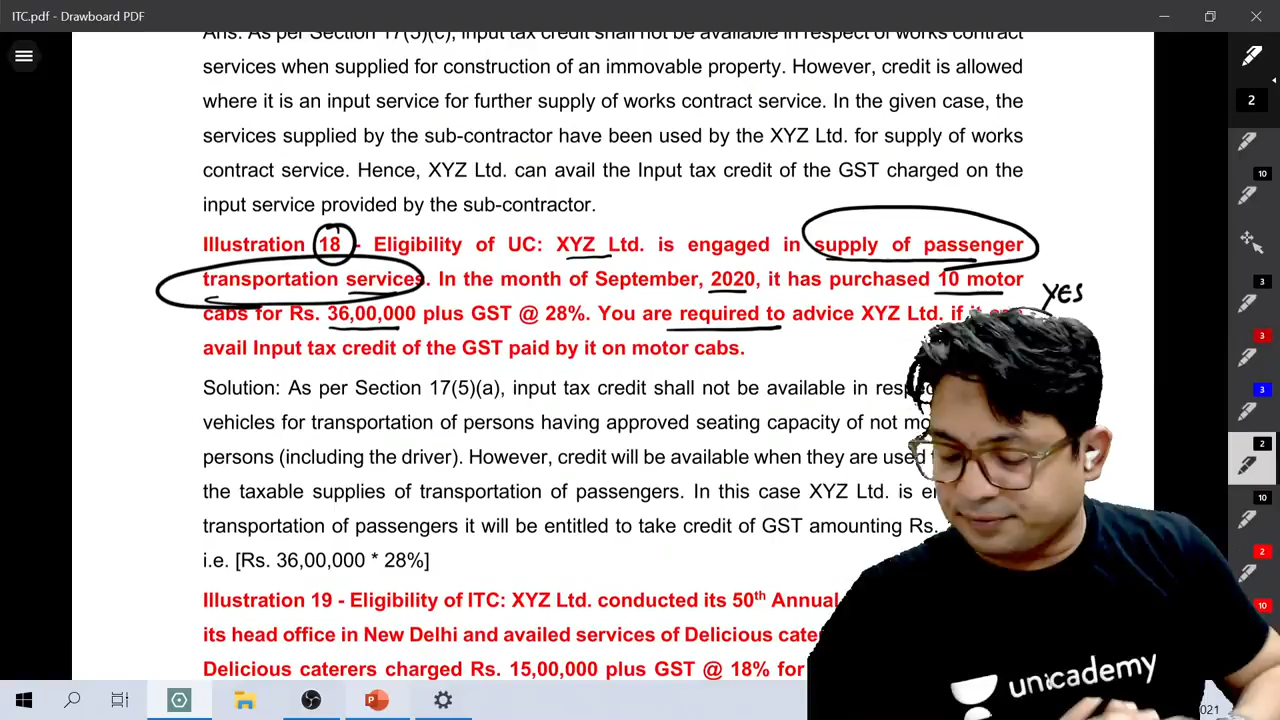 ITC.pdf - Drawboard PDF
2
Ans: As per Section 17(5)(c), input tax credit shall not be available in respect of works contract
services when supplied for construction of an immovable property. However, credit is allowed
10
where it is an input service for further supply of works contract service. In the given case, the
services supplied by the sub-contractor have been used by the XYZ Ltd. for supply of works
contract service. Hence, XYZ Ltd. can avail the Input tax credit of the GST charged on the
input service provided by the sub-contractor.
Illustration 18 - Eligibility of UC: XYZ Ltd. is engaged in supply of passenger
transportation services. In the month of September, 2020, it has purchased 10 motor
10
YES
cabs for Rs. 36,00,000 plus GST @ 28%. You are required to advice XYZ Ltd. if it
3
avail Input tax credit of the GST paid by it on motor cabs.
Solution: As per Section 17(5)(a), input tax credit shall not be available in
3
vehicles for transportation of persons having approved seating capacity of not
2
persons (including the driver). However, credit will be available when they are used
the taxable supplies of transportation of passengers. In this case XYZ Ltd. is
10
transportation of passengers it will be entitled to take credit of GST amounting Rs.
2
i.e. [Rs. 36,00,000 * 28%]
Illustration 19 - Eligibility of ITC: XYZ Ltd. conducted its 50th Annual
10
its head office in New Delhi and availed services of Delicious
Delicious caterers charged Rs. 15,00,000 plus GST @ 18% for
unacademy